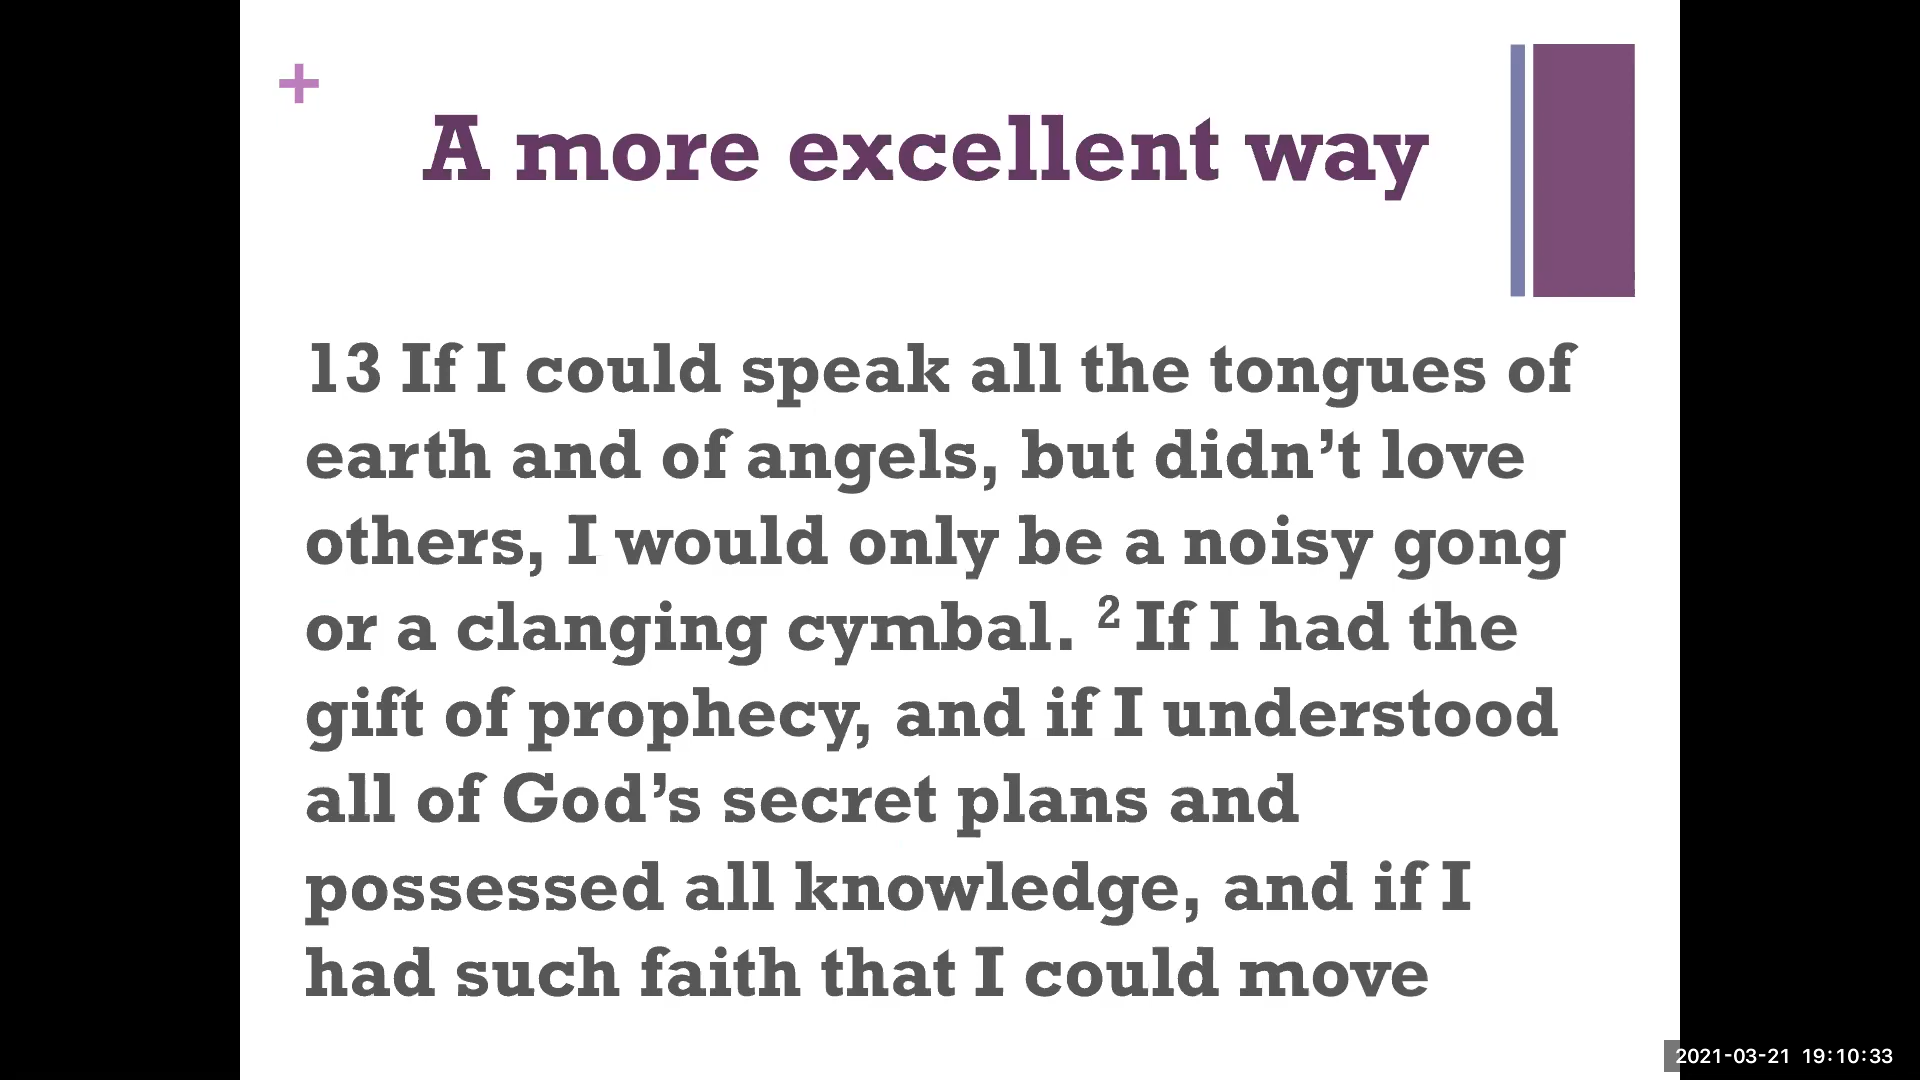 +
A more excellent way
13 If I could speak all the tongues of
earth and of angels, but didn’t love
others, I would only be a noisy gong
or a clanging cymbal. ² If I had the
gift of prophecy, and if I understood
all of God’s secret plans and
possessed all knowledge, and if I
had such faith that I could move
2021-03-21 19:10:33